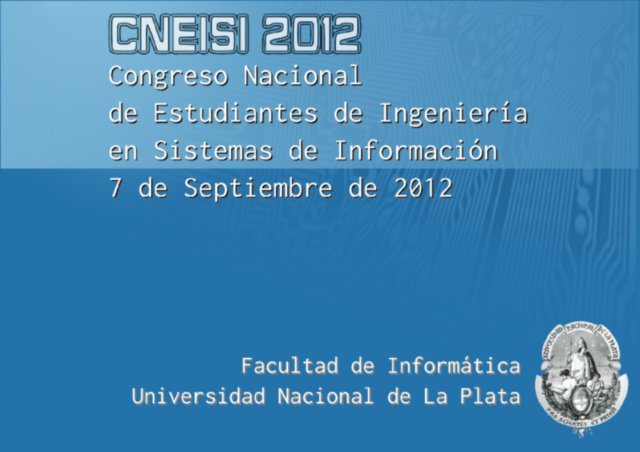 CNEISI 2012
Congreso Nacional
de Estudiantes de Ingeniería
en Sistemas de Información
7 de Septiembre de 2012
Facultad de Informática
Universidad Nacional de La Plata